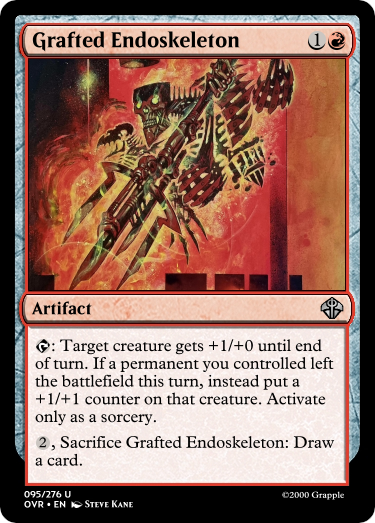 Grafted Endoskeleton 1
Artifact
: Target creature gets +1/+0 until end
of turn. If a permanent you controlled left
the battlefield this turn, instead put a
+1/+1 counter on that creature. Activate
only as a sorcery.
2, Sacrifice Grafted Endoskeleton: Draw
a card.
095/276 U
OVR • EN Steve Kane
©2000 Grapple